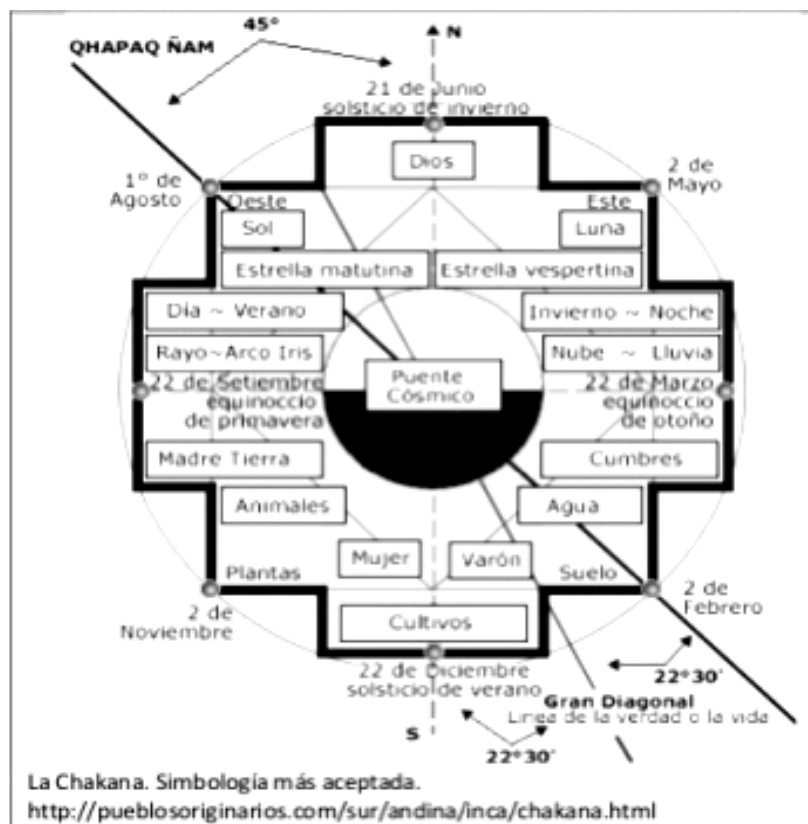 45°
QHAPAQ ÑAM
N
21 de Junio
solsticio de invierno
Dios
1° de
Agosto
2 de
Mayo
Oeste
Este
Sol
Luna
Estrella matutina
Estrella vespertina
Día ~ Verano
Invierno ~ Noche
Rayo~Arco Iris
Nube ~ Lluvia
Puente
Cósmico
22 de Setiembre
equinoccio
de primavera
22 de Marzo
equinoccio
de otoño
Madre Tierra
Cumbres
Animales
Agua
Mujer
Varón
Plantas
Suelo
2 de
Noviembre
2 de
Febrero
Cultivos
22 de Diciembre
solsticio de verano
22°30´
Gran Diagonal
Línea de la verdad o la vida
S
22°30´
La Chakana. Simbología más aceptada.
http://pueblosoriginarios.com/sur/andina/inca/chakana.html